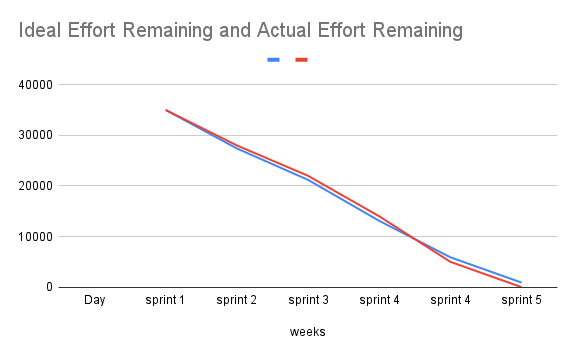 Ideal Effort Remaining and Actual Effort Remaining
40000
30000
20000
10000
0
Day sprint 1 sprint 2 sprint 3 sprint 4 sprint 4 sprint 5
weeks